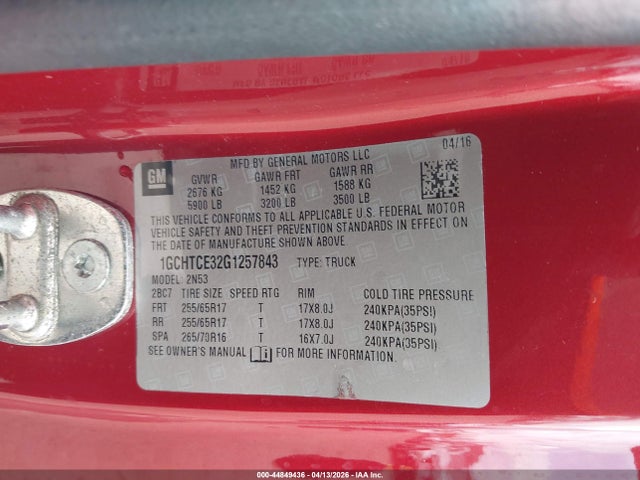 MFD BY GENERAL MOTORS LLC 04/16
GM GVWR GAWR FRT GAWR RR
2676 KG 1452 KG 1588 KG
5900 LB 3200 LB 3500 LB
THIS VEHICLE CONFORMS TO ALL APPLICABLE U.S. FEDERAL MOTOR
VEHICLE SAFETY AND THEFT PREVENTION STANDARDS IN EFFECT ON
THE DATE OF MANUFACTURE SHOWN ABOVE.
1GCHTCE32G1257843 TYPE: TRUCK
MODEL: 2N53
2BC7 TIRE SIZE SPEED RTG RIM COLD TIRE PRESSURE
FRT 255/65R17 T 17X8.0J 240KPA(35PSI)
RR 255/65R17 T 17X8.0J 240KPA(35PSI)
SPA 265/70R16 T 16X7.0J 240KPA(35PSI)
SEE OWNER'S MANUAL FOR MORE INFORMATION.
000-44849436 - 04/13/2026 - IAAI.COM